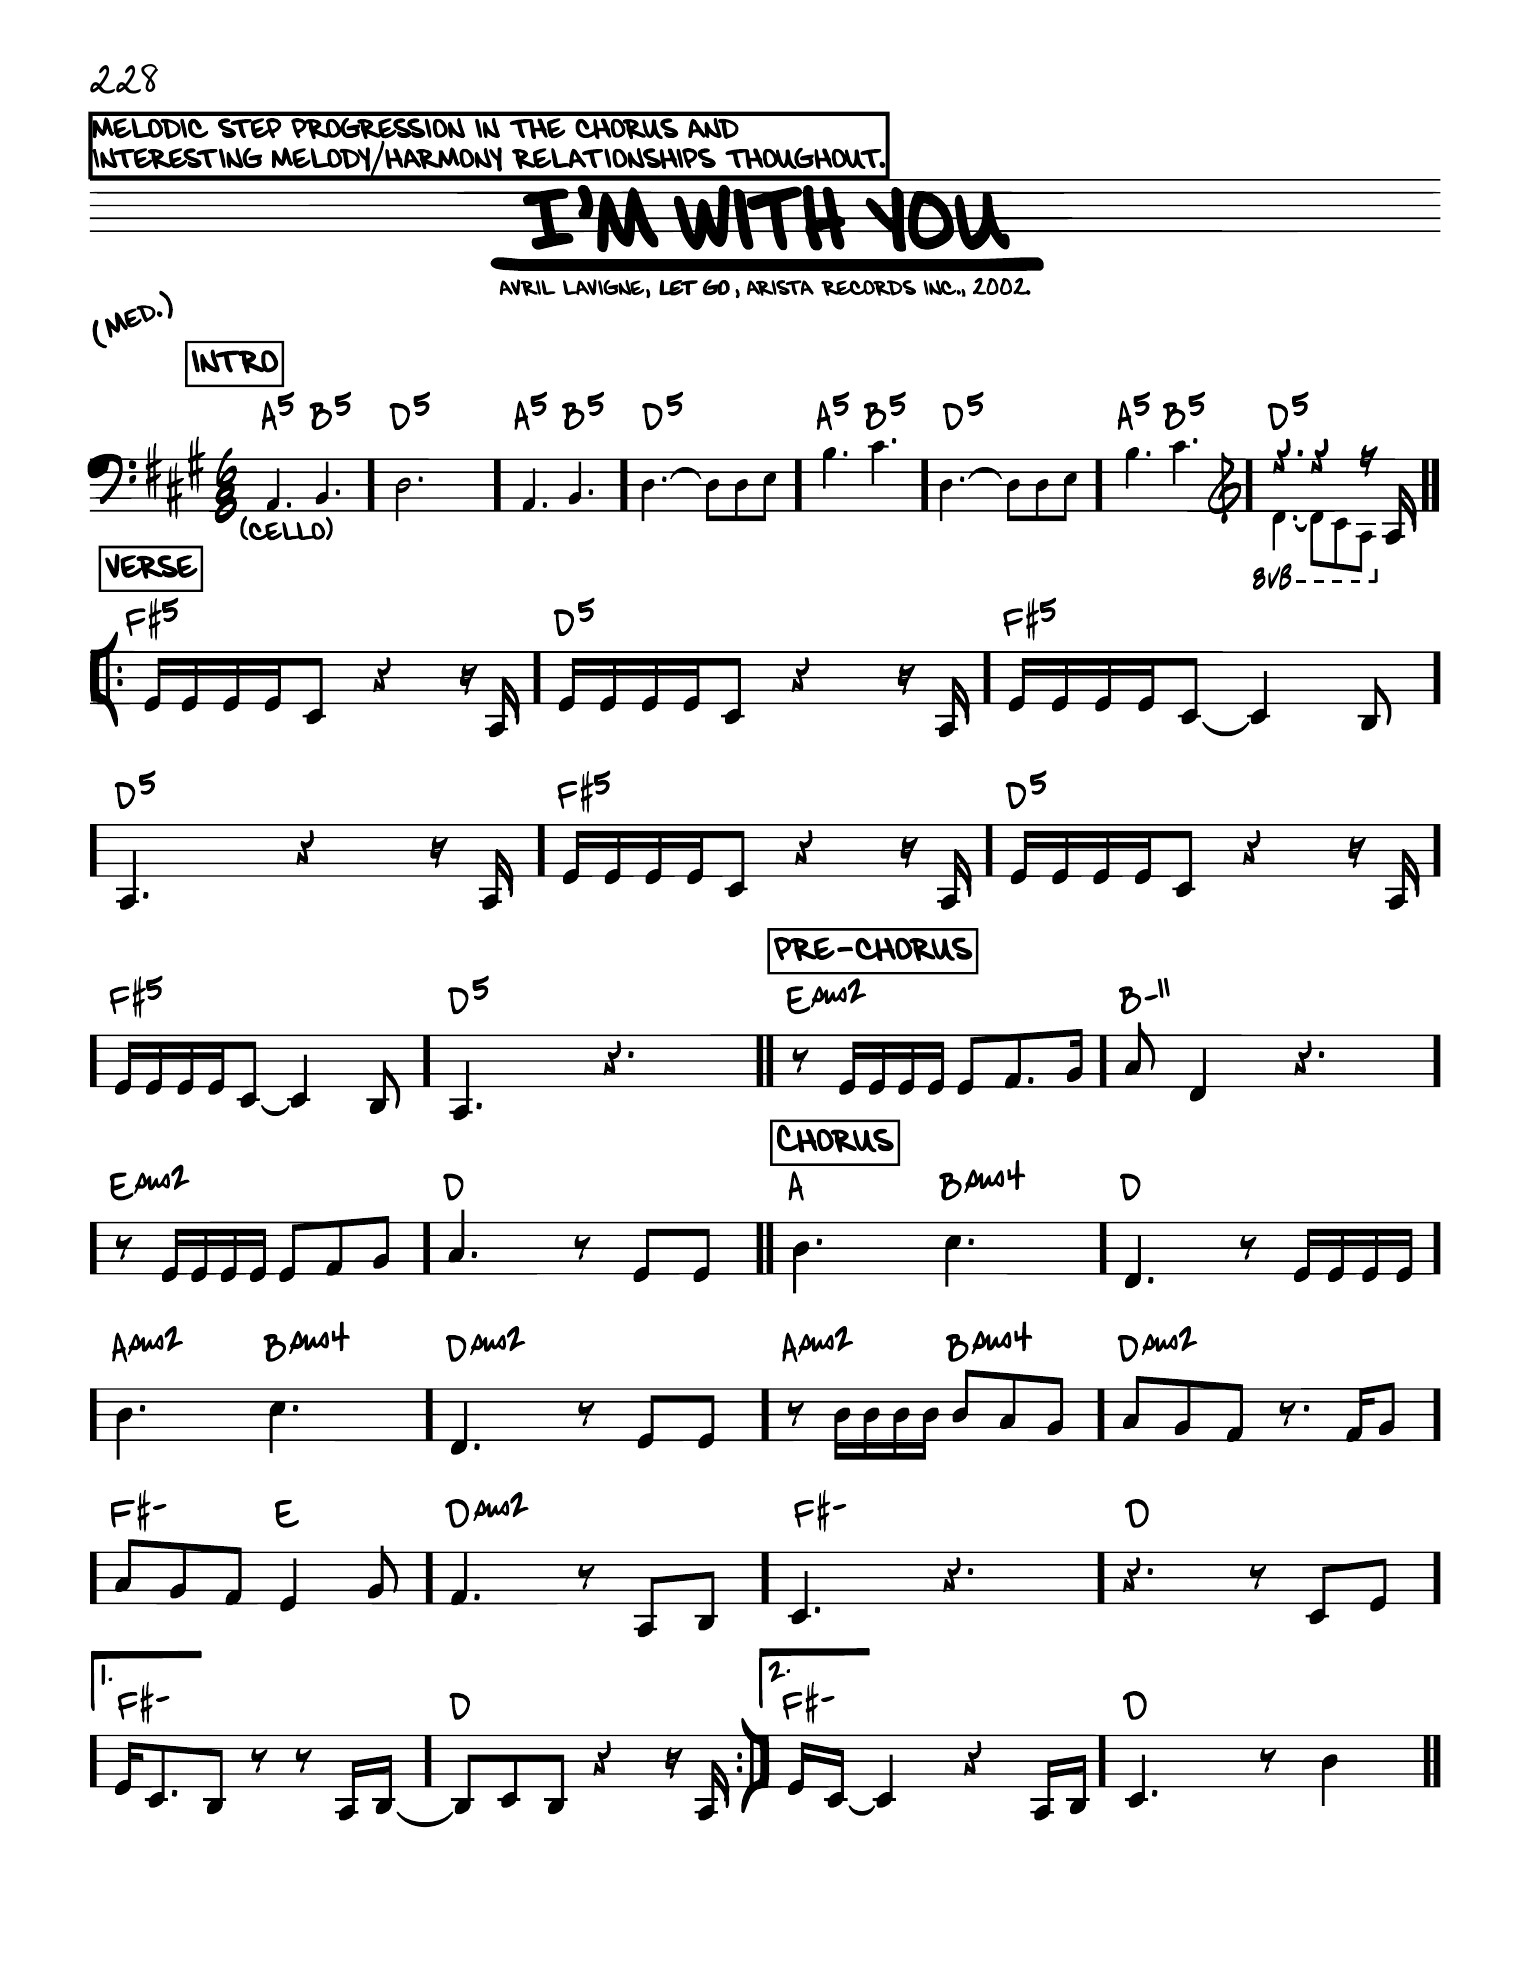 228
MELODIC STEP PROGRESSION IN THE CHORUS AND
INTERESTING MELODY/HARMONY RELATIONSHIPS THOUGHOUT.
I'M WITH YOU
AVRIL LAVIGNE, LET GO, ARISTA RECORDS INC., 2002.
(MED.)
INTRO
A5 B5 D5 A5 B5 D5 A5 B5 D5 A5 B5 D5
6 8
(CELLO)
8VB
VERSE
F#5 D5 F#5
D5 F#5 D5
PRE-CHORUS
F#5 D5 Esus2 B-11
CHORUS
Esus2 D A Bsus4 D
Asus2 Bsus4 Dsus2 Asus2 Bsus4 Dsus2
F#- E Dsus2 F#- D
1. 2.
F#- D F#- D